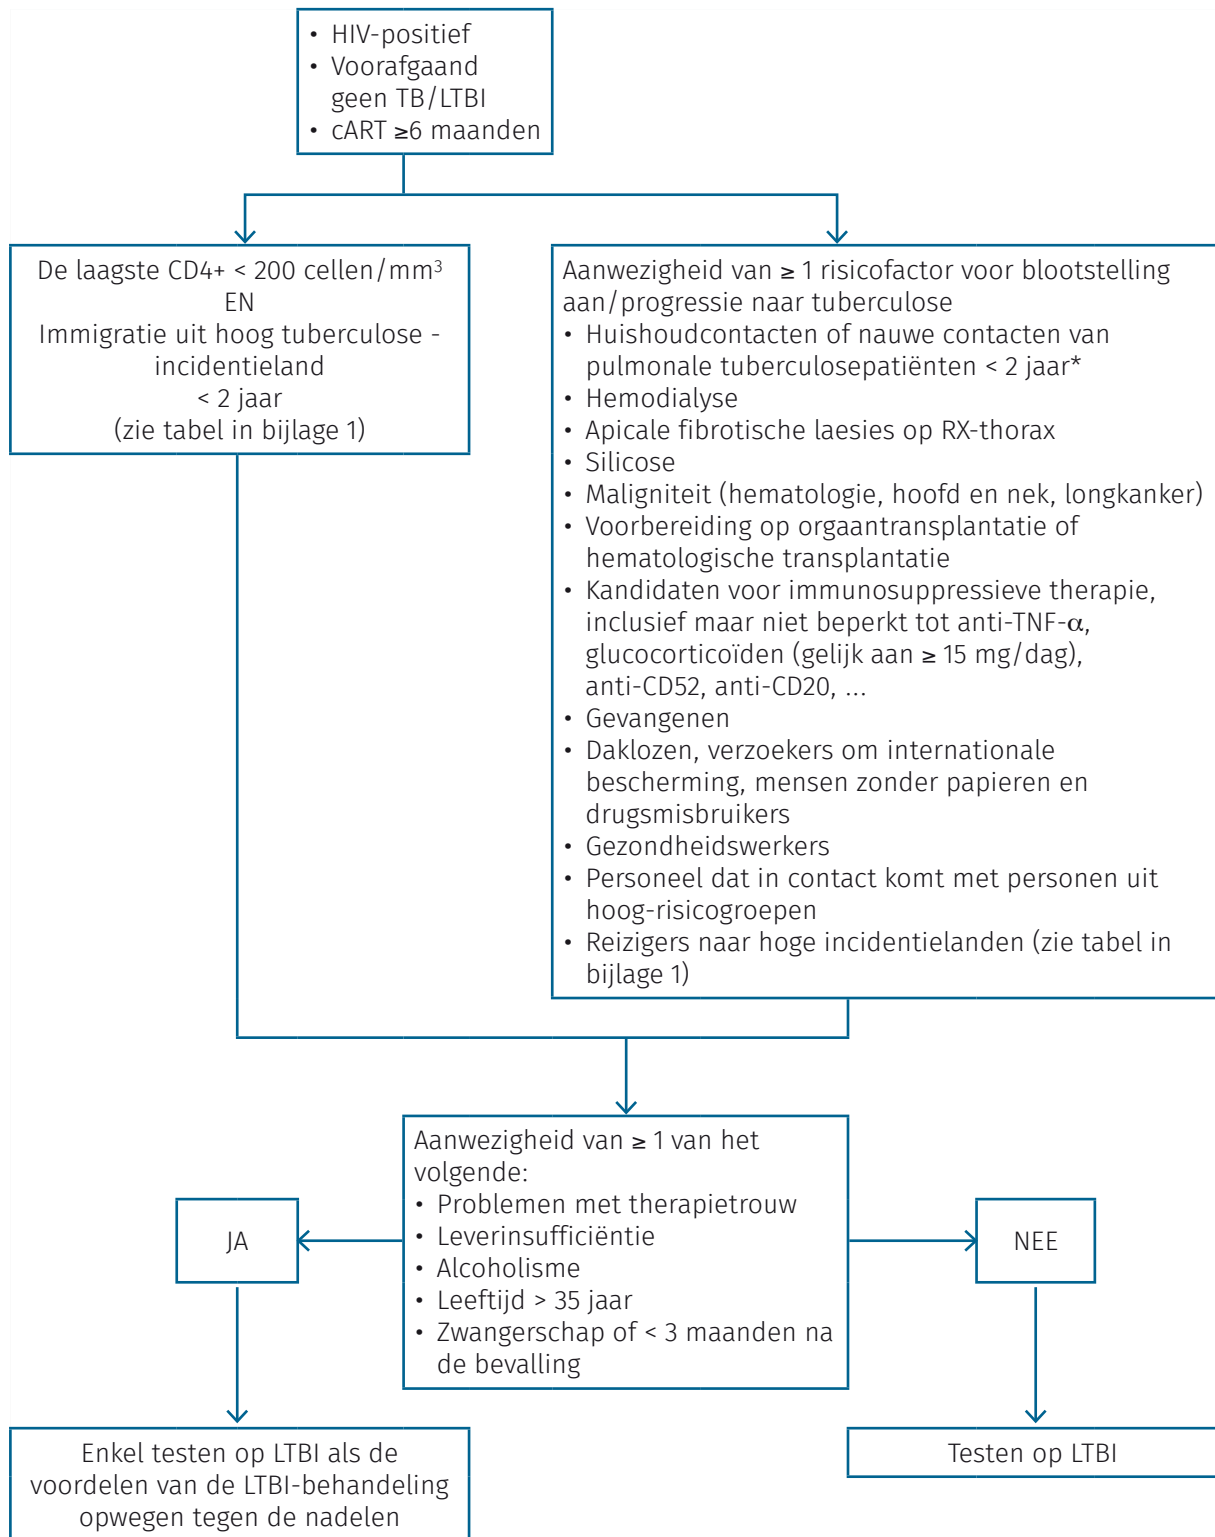 • HIV-positief
• Voorafgaand
geen TB/LTBI
• cART ≥6 maanden
De laagste CD4+ < 200 cellen/mm³
EN
Immigratie uit hoog tuberculose -
incidentieland
< 2 jaar
(zie tabel in bijlage 1)
Aanwezigheid van ≥ 1 risicofactor voor blootstelling
aan/progressie naar tuberculose
• Huishoudcontacten of nauwe contacten van
pulmonale tuberculosepatiënten < 2 jaar*
• Hemodialyse
• Apicale fibrotische laesies op RX-thorax
• Silicose
• Maligniteit (hematologie, hoofd en nek, longkanker)
• Voorbereiding op orgaantransplantatie of
hematologische transplantatie
• Kandidaten voor immunosuppressieve therapie,
inclusief maar niet beperkt tot anti-TNF-α,
glucocorticoïden (gelijk aan ≥ 15 mg/dag),
anti-CD52, anti-CD20, ...
• Gevangenen
• Daklozen, verzoekers om internationale
bescherming, mensen zonder papieren en
drugsmisbruikers
• Gezondheidswerkers
• Personeel dat in contact komt met personen uit
hoog-risicogroepen
• Reizigers naar hoge incidentielanden (zie tabel in
bijlage 1)
Aanwezigheid van ≥ 1 van het
volgende:
• Problemen met therapietrouw
• Leverinsufficiëntie
• Alcoholisme
• Leeftijd > 35 jaar
• Zwangerschap of < 3 maanden na
de bevalling
JA
NEE
Enkel testen op LTBI als de
voordelen van de LTBI-behandeling
opwegen tegen de nadelen
Testen op LTBI